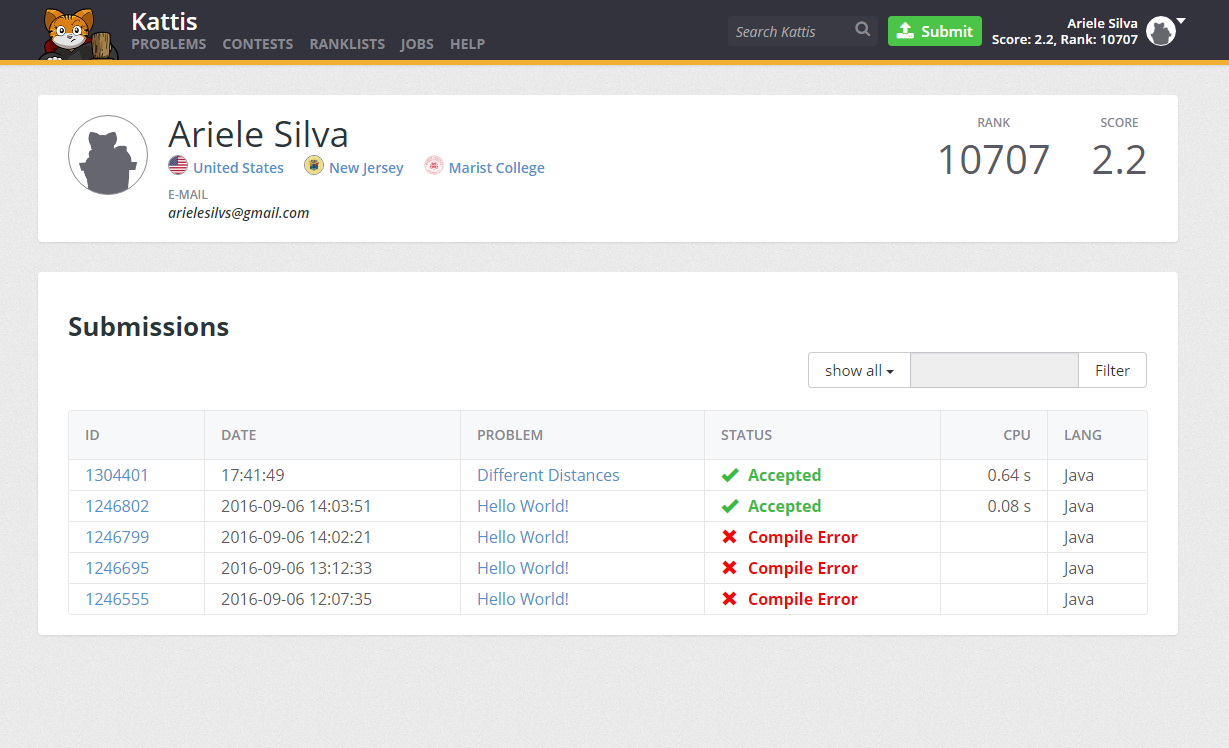 Kattis
PROBLEMS CONTESTS RANKLISTS JOBS HELP
Search Kattis
Submit
Ariele Silva
Score: 2.2, Rank: 10707
Ariele Silva
United States New Jersey Marist College
E-MAIL
arielesilvs@gmail.com
RANK SCORE
10707 2.2
Submissions
show all Filter
ID DATE PROBLEM STATUS CPU LANG
1304401 17:41:49 Different Distances Accepted 0.64 s Java
1246802 2016-09-06 14:03:51 Hello World! Accepted 0.08 s Java
1246799 2016-09-06 14:02:21 Hello World! Compile Error Java
1246695 2016-09-06 13:12:33 Hello World! Compile Error Java
1246555 2016-09-06 12:07:35 Hello World! Compile Error Java